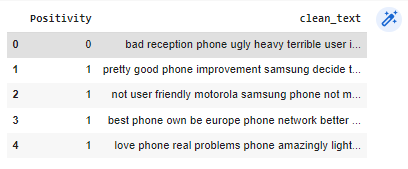 Positivity clean_text
0 0 bad reception phone ugly heavy terrible user i...
1 1 pretty good phone improvement samsung decide t...
2 1 not user friendly motorola samsung phone not m...
3 1 best phone own be europe phone network better ...
4 1 love phone real problems phone amazingly light...